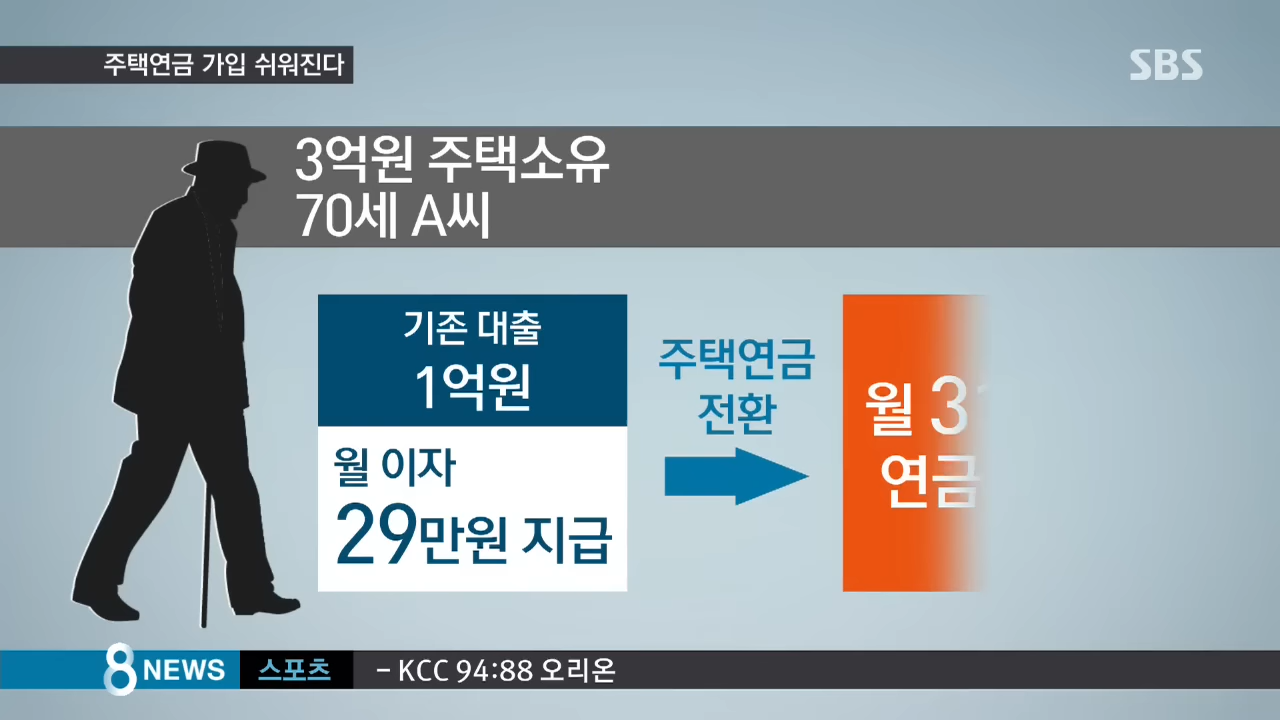 주택연금 가입 쉬워진다
SBS
3억원 주택소유
70세 A씨
기존 대출
1억원
월 이자
29만원 지급
주택연금
전환
월 3
연금
8 NEWS
스포츠
- KCC 94:88 오리온